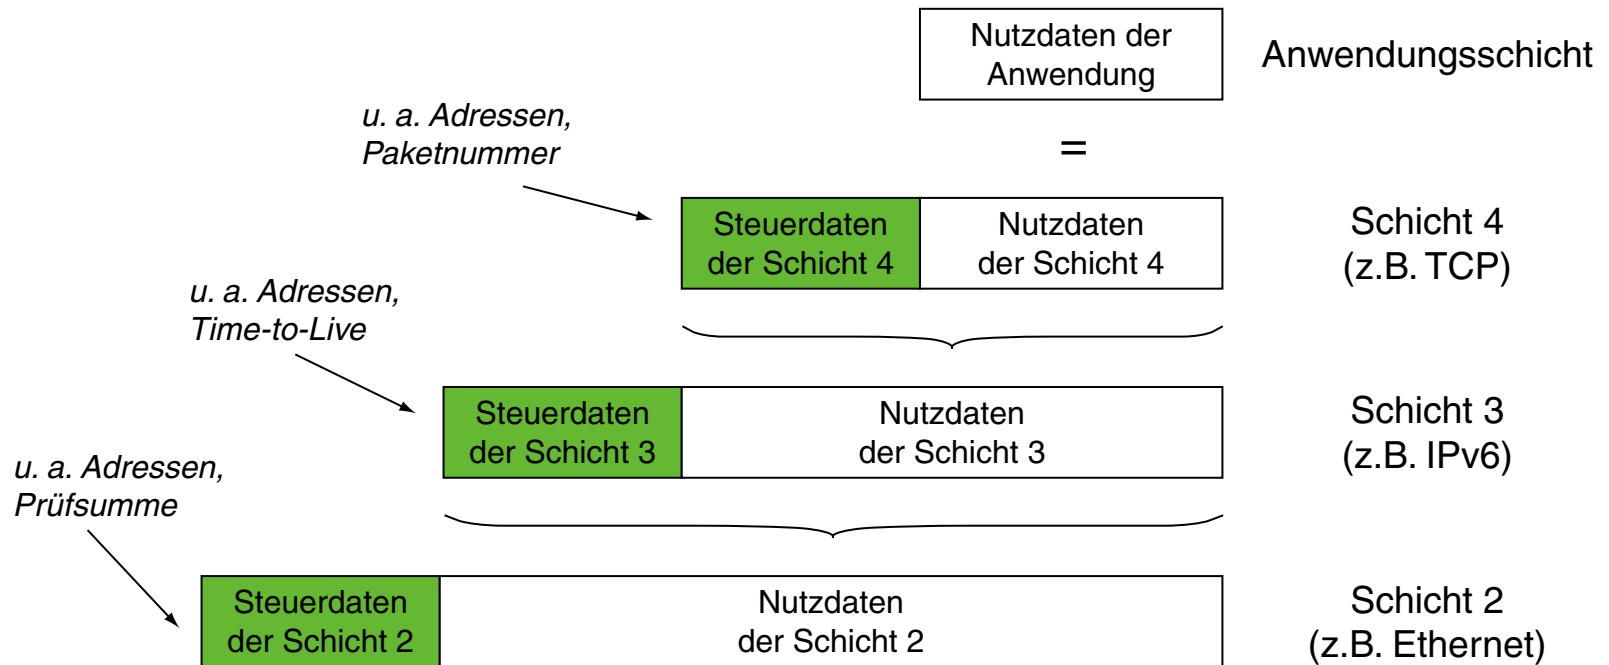 Nutzdaten der
Anwendung
Anwendungsschicht
u. a. Adressen,
Paketnummer
=
Steuerdaten
der Schicht 4
Nutzdaten
der Schicht 4
Schicht 4
(z.B. TCP)
u. a. Adressen,
Time-to-Live
Steuerdaten
der Schicht 3
Nutzdaten
der Schicht 3
Schicht 3
(z.B. IPv6)
u. a. Adressen,
Prüfsumme
Steuerdaten
der Schicht 2
Nutzdaten
der Schicht 2
Schicht 2
(z.B. Ethernet)